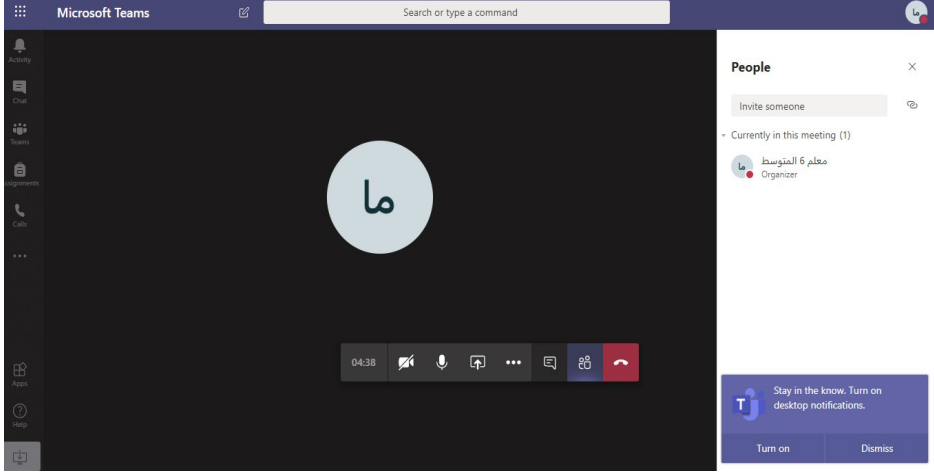 Microsoft Teams
Search or type a command
ما
Activity
Chat
Teams
Assignments
Calls
Apps
Help
ما
04:38
People
Invite someone
Currently in this meeting (1)
ما
معلم 6 المتوسط
Organizer
Stay in the know. Turn on
desktop notifications.
T
Turn on
Dismiss